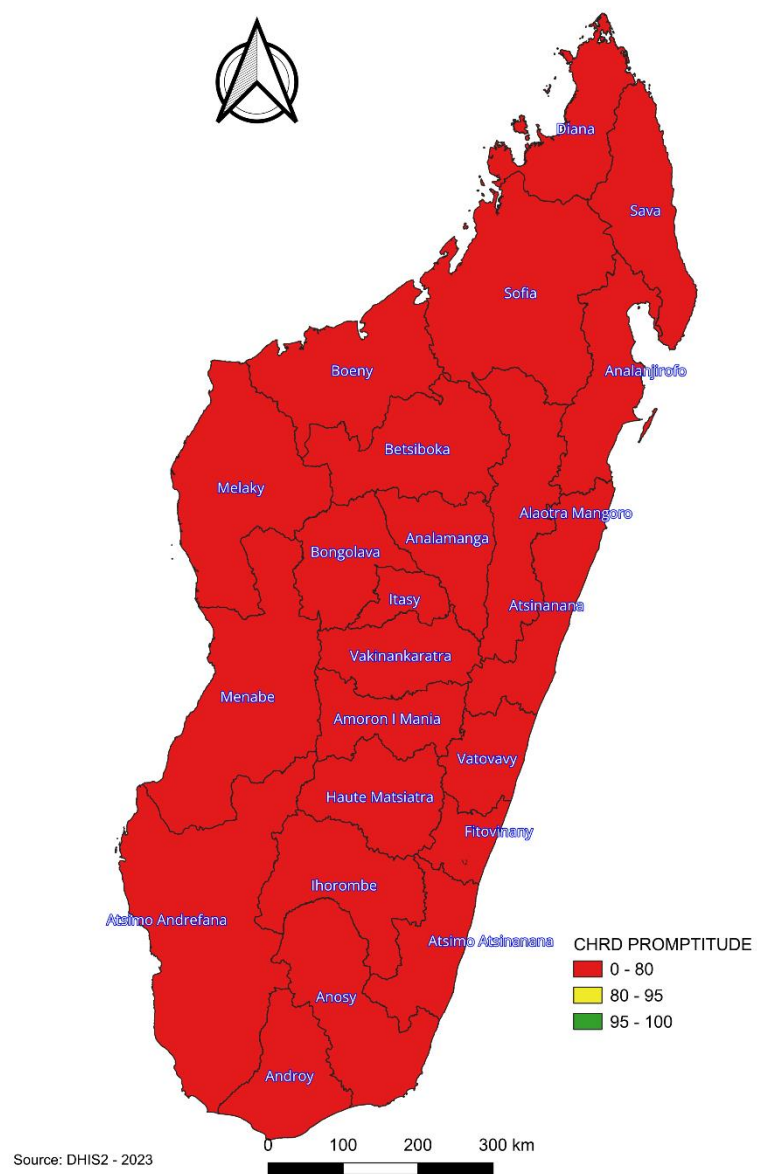 Diana
Sava
Sofia
Analanjirofo
Boeny
Betsiboka
Melaky
Alaotra Mangoro
Analamanga
Bongolava
Itasy
Atsinanana
Vakinankaratra
Menabe
Amoron I Mania
Vatovavy
Haute Matsiatra
Fitovinany
Ihorombe
Atsimo Andrefana
Atsimo Atsinanana
Anosy
Androy
CHRD PROMPTITUDE
0 - 80
80 - 95
95 - 100
0 100 200 300 km
Source: DHIS2 - 2023